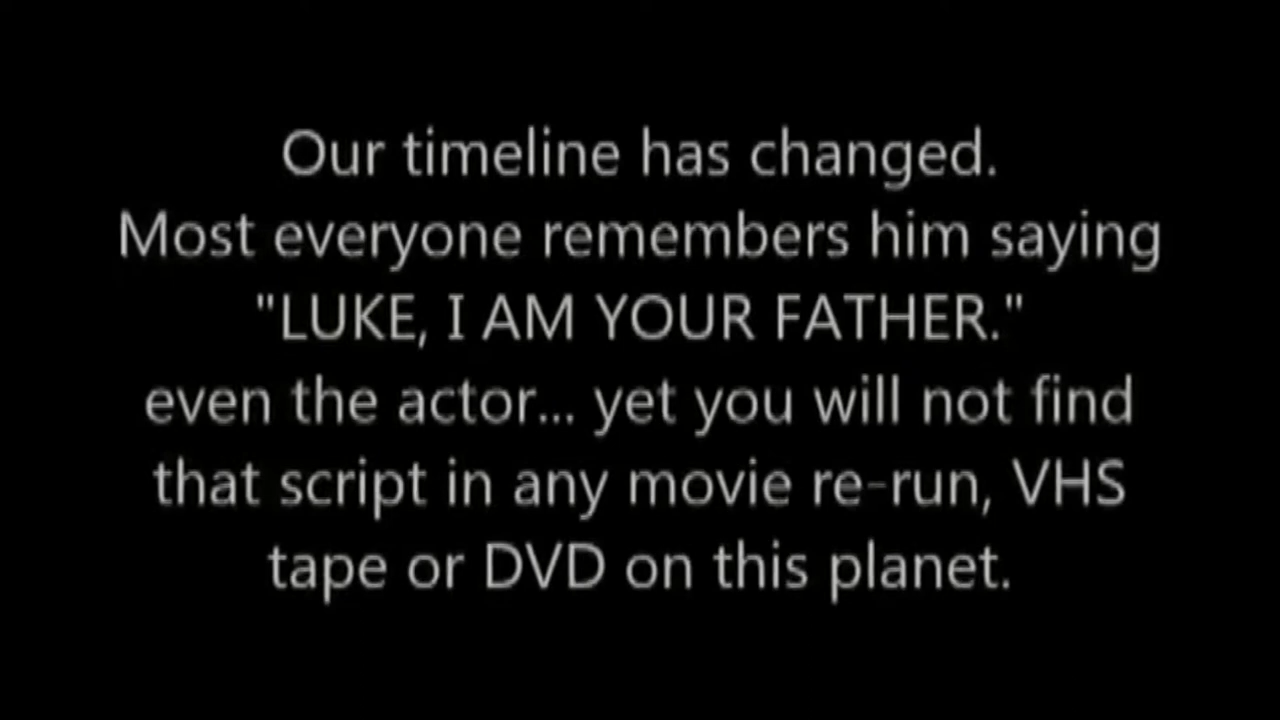 Our timeline has changed.
Most everyone remembers him saying
"LUKE, I AM YOUR FATHER."
even the actor... yet you will not find
that script in any movie re-run, VHS
tape or DVD on this planet.